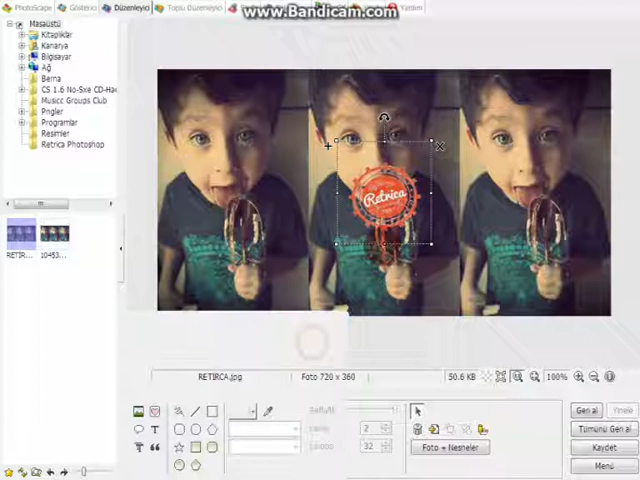 www.Bandicam.com
PhotoScape
Gösterici
Düzenleyici
Toplu Düzenleyici
Yardım
Masaüstü
Kitaplıklar
Kanarya
Bilgisayar
Ağ
Berna
CS 1.6 No-Sxe CD-Ha
Musicc Groups Club
Pngler
Programlar
Resimler
Retrica Photoshop
Retrica
RETIR...
10453...
RETIRCA.jpg
Foto 720 x 360
50.6 KB
100%
2
32
Foto + Nesneler
Geri al
Yinele
Tümünü Geri al
Kaydet
Menü